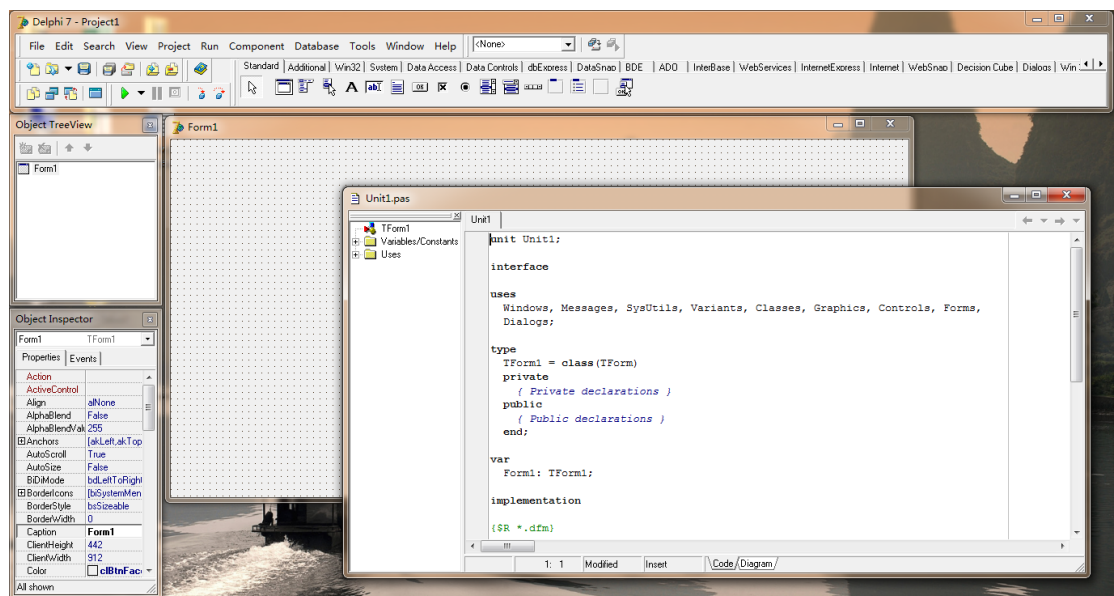 Delphi 7 - Project1
File Edit Search View Project Run Component Database Tools Window Help <None>
Standard Additional Win32 System Data Access Data Controls dbExpress DataSnap BDE ADO InterBase WebServices InternetExpress Internet WebSnap Decision Cube Dialogs Win
Object TreeView
Form1
Form1
Unit1.pas
TForm1
Variables/Constants
Uses
Unit1
unit Unit1;
interface
uses
Windows, Messages, SysUtils, Variants, Classes, Graphics, Controls, Forms,
Dialogs;
type
TForm1 = class(TForm)
private
{ Private declarations }
public
{ Public declarations }
end;
var
Form1: TForm1;
implementation
{$R *.dfm}
1: 1 Modified Insert Code Diagram
Object Inspector
Form1 TForm1
Properties Events
Action
ActiveControl
Align alNone
AlphaBlend False
AlphaBlendVal 255
Anchors [akLeft,akTop
AutoScroll True
AutoSize False
BiDiMode bdLeftToRight
BorderIcons [biSystemMen
BorderStyle bsSizeable
BorderWidth 0
Caption Form1
ClientHeight 442
ClientWidth 912
Color clBtnFac
All shown